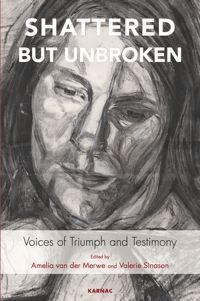 SHATTERED
BUT UNBROKEN
Voices of Triumph and Testimony
Edited by
Amelia van der Merwe and Valerie Sinason
KARNAC